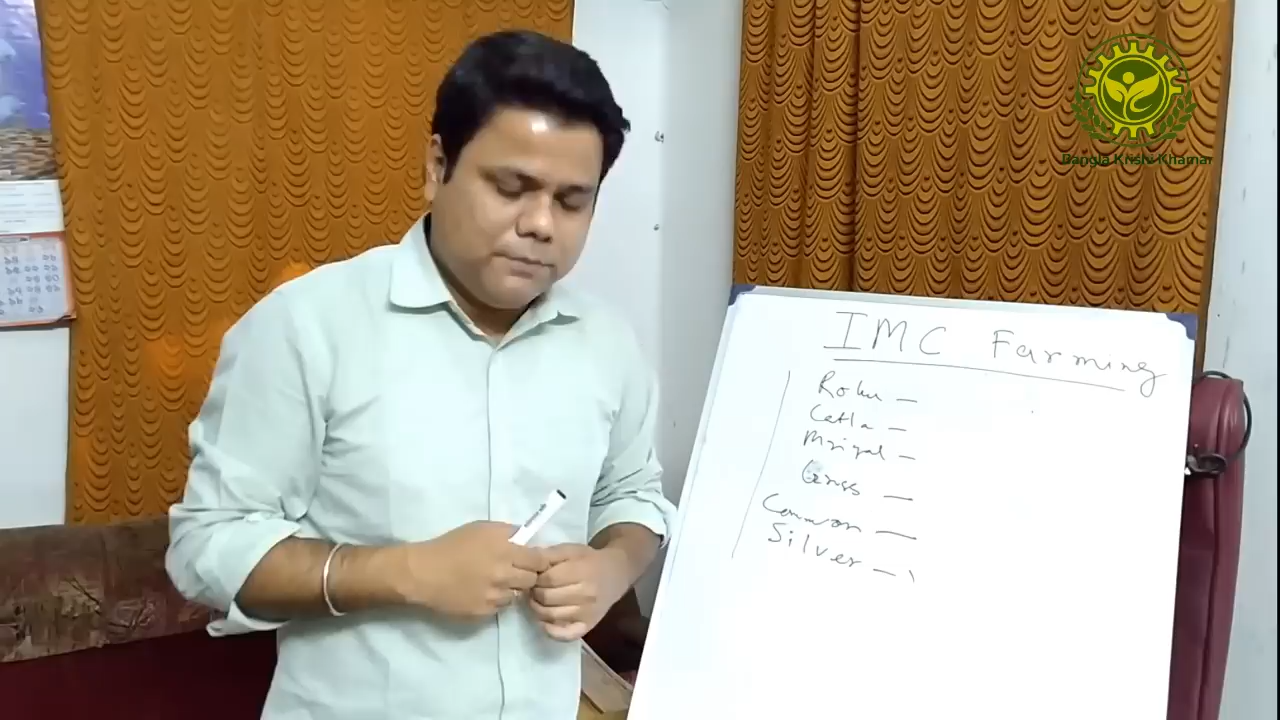 Bangla Krishi Khamar
IMC Farming
Rohu —
Catla —
Mrigal —
Grass —
Common —
Silver —